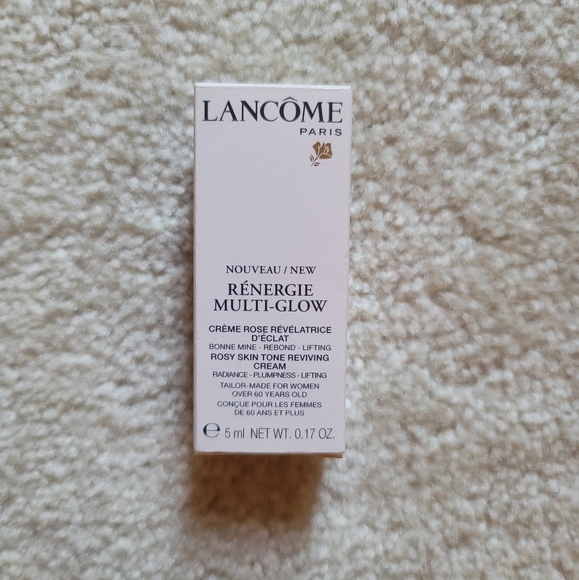 LANCÔME
PARIS
NOUVEAU / NEW
RÉNERGIE
MULTI-GLOW
CRÈME ROSE RÉVÉLATRICE
D'ÉCLAT
BONNE MINE - REBOND - LIFTING
ROSY SKIN TONE REVIVING
CREAM
RADIANCE - PLUMPNESS - LIFTING
TAILOR-MADE FOR WOMEN
OVER 60 YEARS OLD
CONÇUE POUR LES FEMMES
DE 60 ANS ET PLUS
℮ 5 ml NET WT. 0.17 OZ.